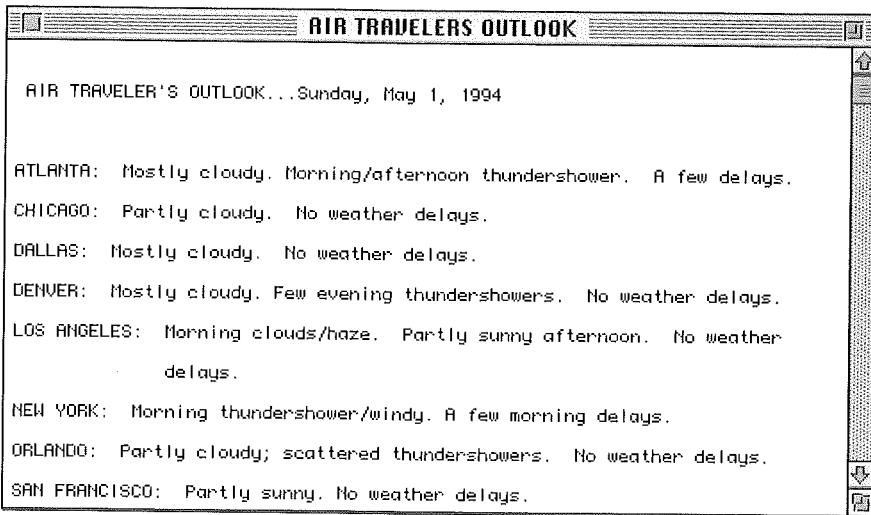 AIR TRAVELERS OUTLOOK
AIR TRAVELER'S OUTLOOK...Sunday, May 1, 1994
ATLANTA: Mostly cloudy. Morning/afternoon thundershower. A few delays.
CHICAGO: Partly cloudy. No weather delays.
DALLAS: Mostly cloudy. No weather delays.
DENVER: Mostly cloudy. Few evening thundershowers. No weather delays.
LOS ANGELES: Morning clouds/haze. Partly sunny afternoon. No weather
delays.
NEW YORK: Morning thundershower/windy. A few morning delays.
ORLANDO: Partly cloudy; scattered thundershowers. No weather delays.
SAN FRANCISCO: Partly sunny. No weather delays.